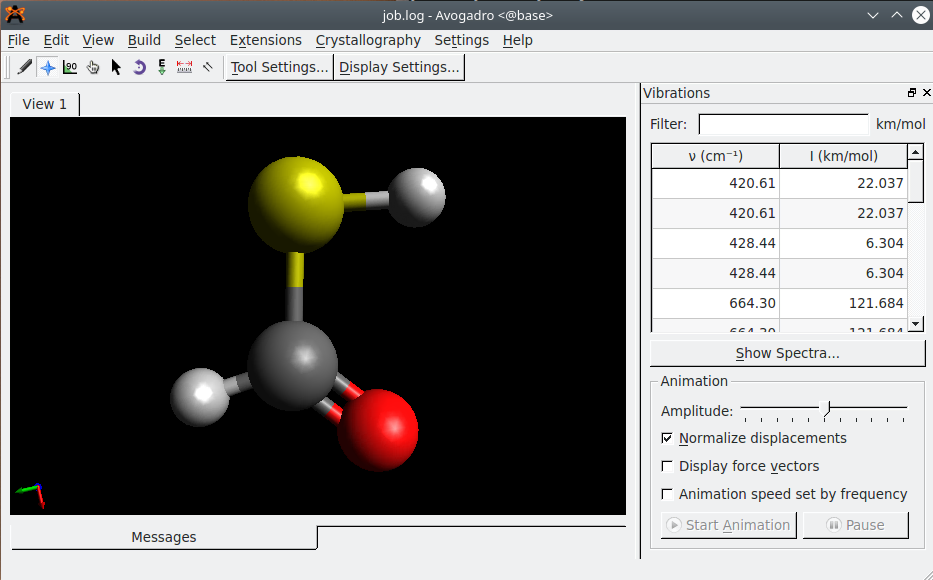 job.log - Avogadro <@base>
File Edit View Build Select Extensions Crystallography Settings Help
90 E Tool Settings... Display Settings...
View 1
Vibrations
Filter: km/mol
ν (cm⁻¹) I (km/mol)
420.61 22.037
420.61 22.037
428.44 6.304
428.44 6.304
664.30 121.684
664.30 121.684
Show Spectra...
Animation
Amplitude:
Normalize displacements
Display force vectors
Animation speed set by frequency
Start Animation Pause
Messages